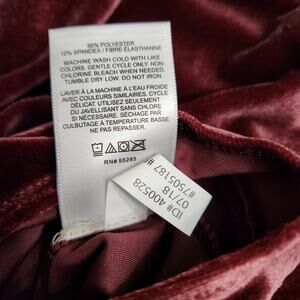 90% POLYESTER
10% SPANDEX / FIBRE ÉLASTHANNE
MACHINE WASH COLD WITH LIKE
COLORS. GENTLE CYCLE ONLY. NON-
CHLORINE BLEACH WHEN NEEDED.
TUMBLE DRY LOW. DO NOT IRON.
LAVER À LA MACHINE À L'EAU FROIDE
AVEC COULEURS SIMILAIRES. CYCLE
DÉLICAT. UTILISEZ SEULEMENT
DU JAVELLISANT SANS CHLORE
SI NÉCESSAIRE. SÉCHAGE PAR
CULBUTAGE À BASSE TEMPÉRATURE.
NE PAS REPASSER.
RN# 55285
ID# 400528
07/18
#7505187#